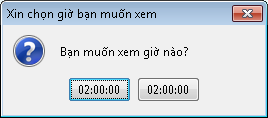 Xin chọn giờ bạn muốn xem
Bạn muốn xem giờ nào?
02:00:00 02:00:00